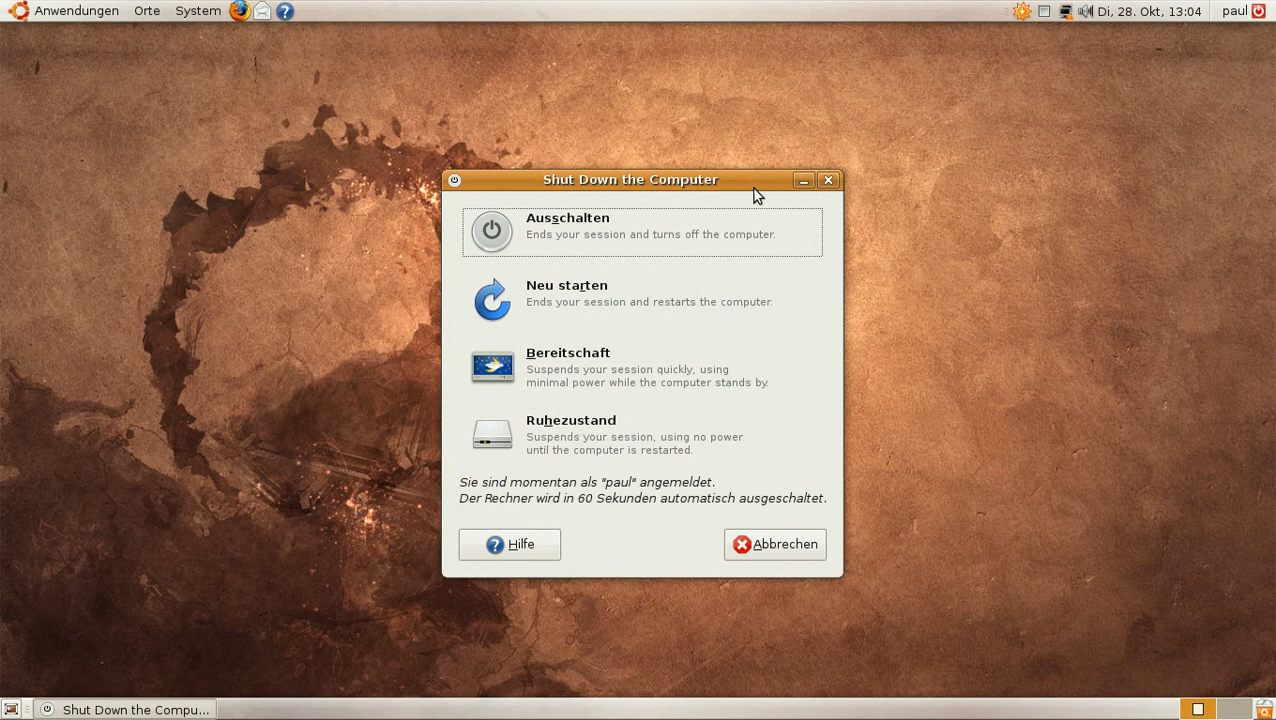 Anwendungen Orte System Di, 28. Okt, 13:04 paul
Shut Down the Computer
Ausschalten
Ends your session and turns off the computer.
Neu starten
Ends your session and restarts the computer.
Bereitschaft
Suspends your session quickly, using
minimal power while the computer stands by.
Ruhezustand
Suspends your session, using no power
until the computer is restarted.
Sie sind momentan als "paul" angemeldet.
Der Rechner wird in 60 Sekunden automatisch ausgeschaltet.
Hilfe Abbrechen
Shut Down the Compu...